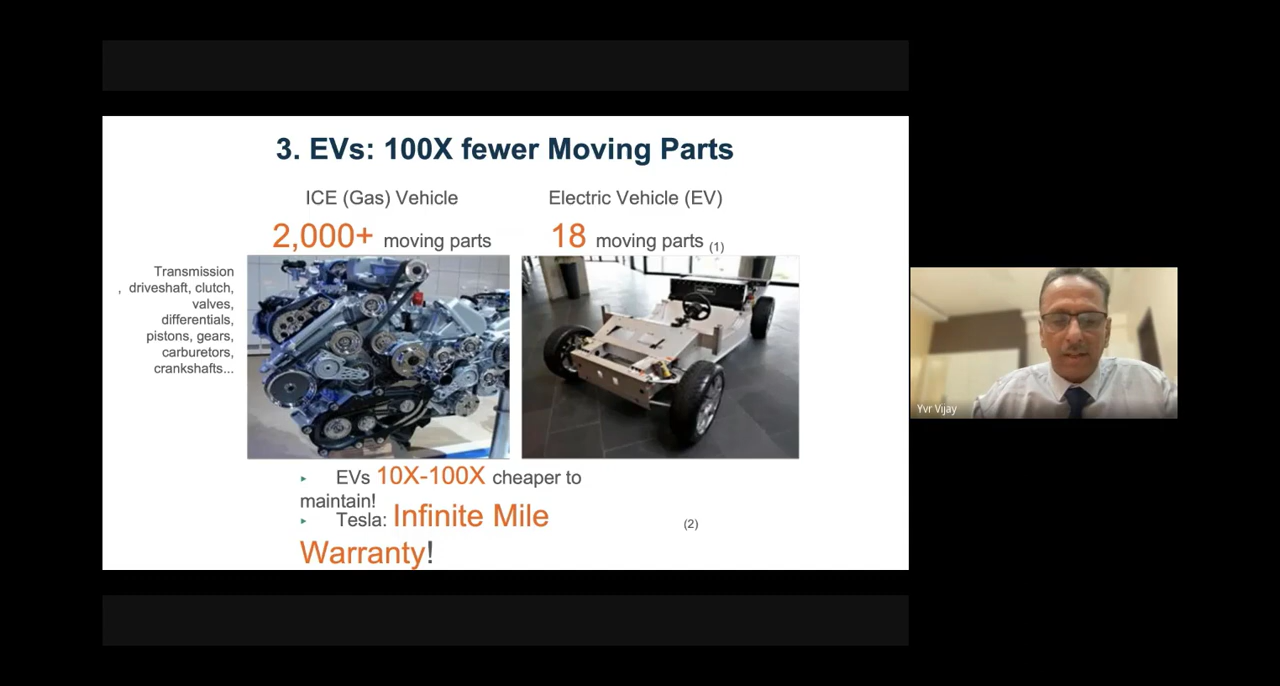 3. EVs: 100X fewer Moving Parts
ICE (Gas) Vehicle
Electric Vehicle (EV)
2,000+ moving parts
18 moving parts (1)
Transmission
, driveshaft, clutch,
valves,
differentials,
pistons, gears,
carburetors,
crankshafts...
EVs 10X-100X cheaper to
maintain!
Tesla: Infinite Mile
(2)
Warranty!
Yvr Vijay